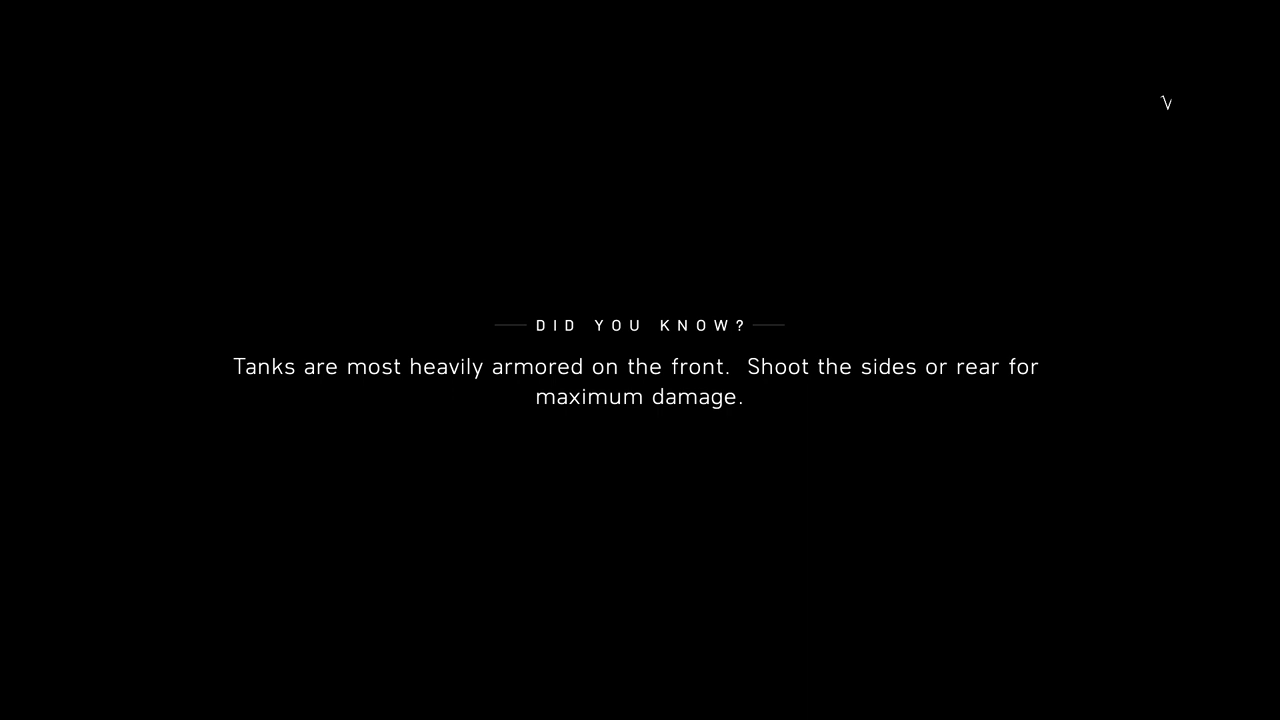 DID YOU KNOW?
Tanks are most heavily armored on the front.  Shoot the sides or rear for
maximum damage.